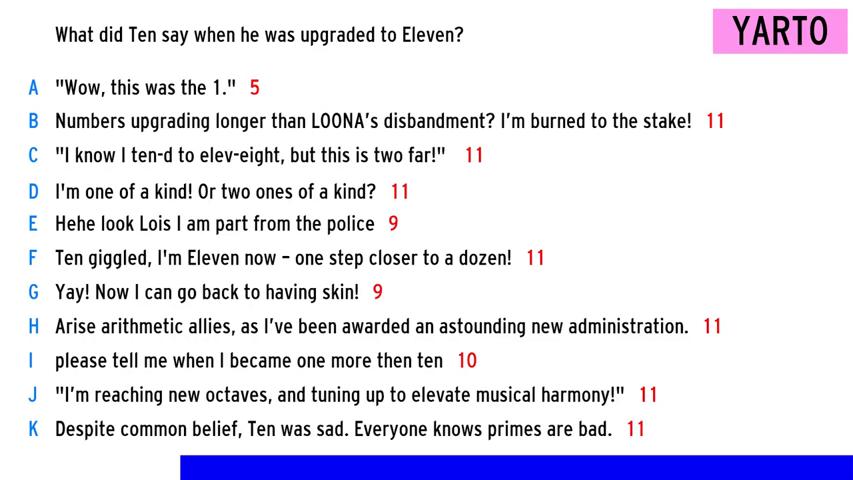 What did Ten say when he was upgraded to Eleven?
YARTO
A "Wow, this was the 1." 5
B Numbers upgrading longer than LOONA's disbandment? I'm burned to the stake! 11
C "I know I ten-d to elev-eight, but this is two far!" 11
D I'm one of a kind! Or two ones of a kind? 11
E Hehe look Lois I am part from the police 9
F Ten giggled, I'm Eleven now – one step closer to a dozen! 11
G Yay! Now I can go back to having skin! 9
H Arise arithmetic allies, as I've been awarded an astounding new administration. 11
I please tell me when I became one more then ten 10
J "I'm reaching new octaves, and tuning up to elevate musical harmony!" 11
K Despite common belief, Ten was sad. Everyone knows primes are bad. 11